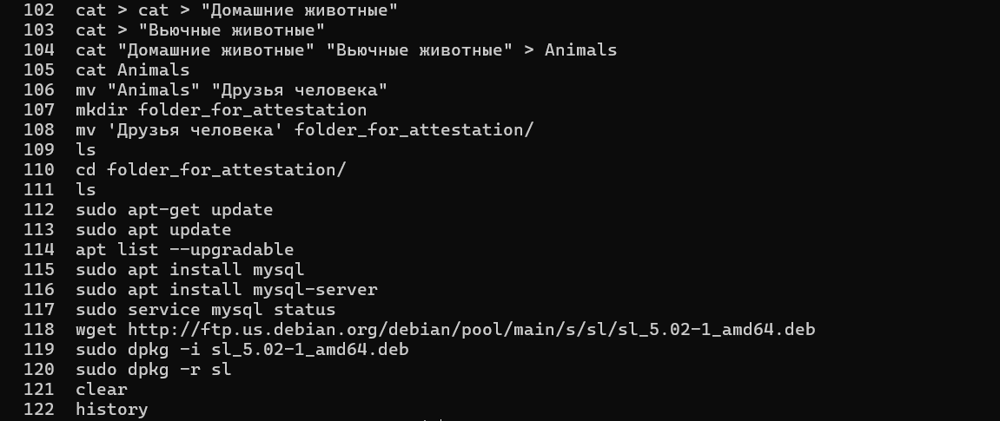 102 cat > cat > "Домашние животные"
103 cat > "Вьючные животные"
104 cat "Домашние животные" "Вьючные животные" > Animals
105 cat Animals
106 mv "Animals" "Друзья человека"
107 mkdir folder_for_attestation
108 mv 'Друзья человека' folder_for_attestation/
109 ls
110 cd folder_for_attestation/
111 ls
112 sudo apt-get update
113 sudo apt update
114 apt list --upgradable
115 sudo apt install mysql
116 sudo apt install mysql-server
117 sudo service mysql status
118 wget http://ftp.us.debian.org/debian/pool/main/s/sl/sl_5.02-1_amd64.deb
119 sudo dpkg -i sl_5.02-1_amd64.deb
120 sudo dpkg -r sl
121 clear
122 history